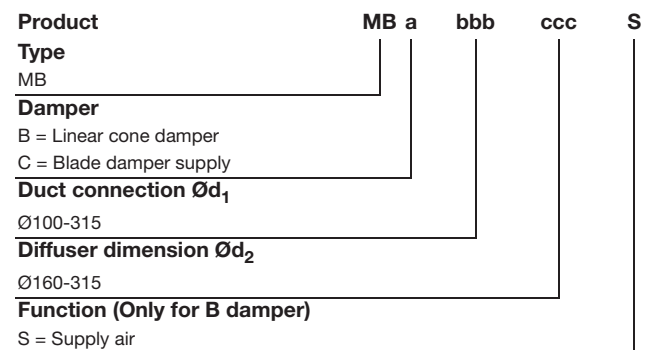 Product MB a bbb ccc S
Type
MB
Damper
B = Linear cone damper
C = Blade damper supply
Duct connection Ød1
Ø100-315
Diffuser dimension Ød2
Ø160-315
Function (Only for B damper)
S = Supply air